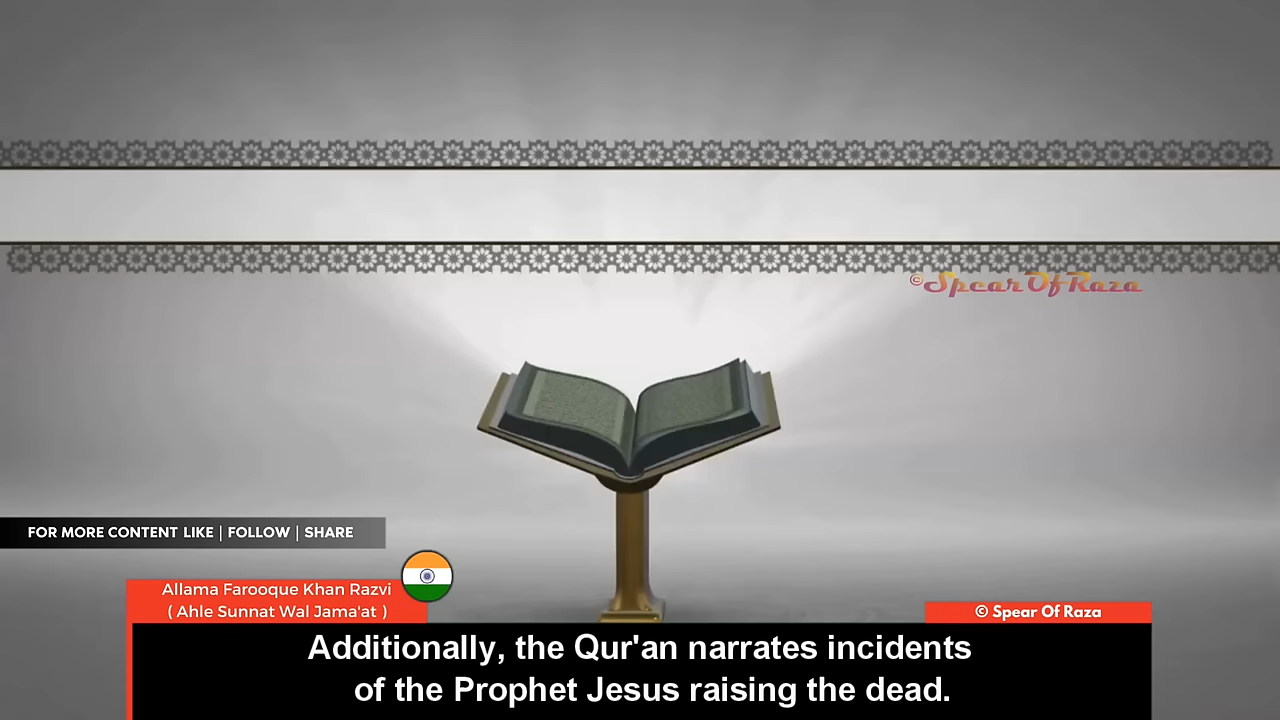 ©Spear Of Raza
FOR MORE CONTENT LIKE | FOLLOW | SHARE
Allama Farooque Khan Razvi
( Ahle Sunnat Wal Jama'at )
© Spear Of Raza
Additionally, the Qur'an narrates incidents
of the Prophet Jesus raising the dead.